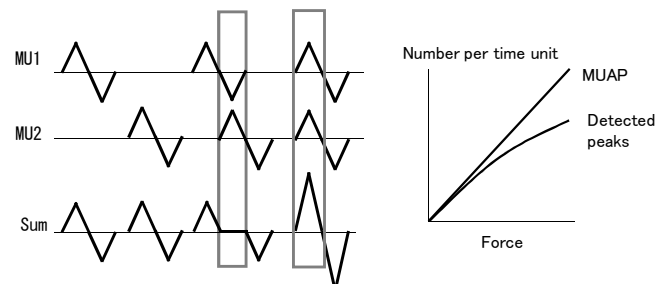 MU1
MU2
Sum
Number per time unit
MUAP
Detected
peaks
Force